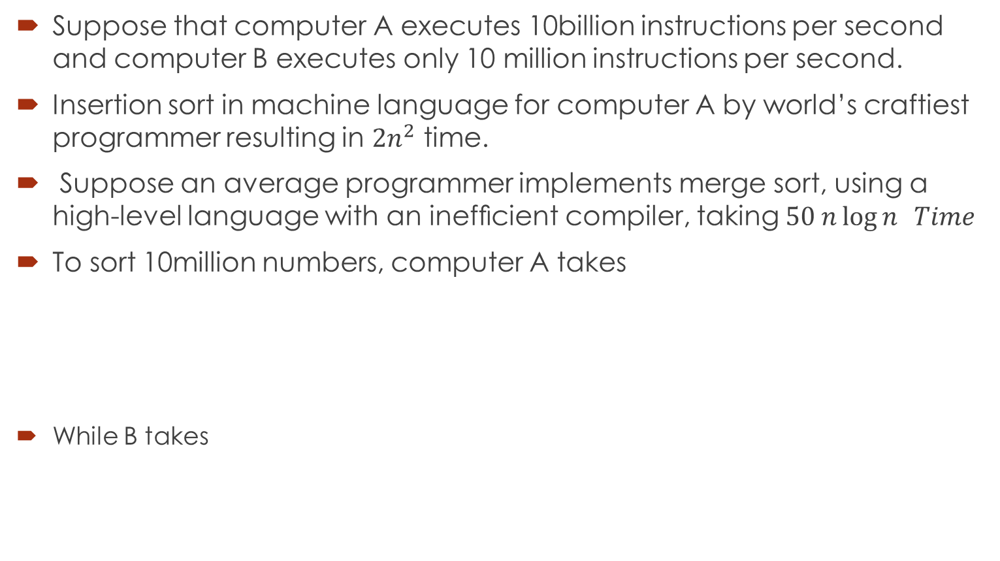 Suppose that computer A executes 10billion instructions per second
and computer B executes only 10 million instructions per second.
Insertion sort in machine language for computer A by world’s craftiest
programmer resulting in 2n² time.
Suppose an average programmer implements merge sort, using a
high-level language with an inefficient compiler, taking 50 n log n Time
To sort 10million numbers, computer A takes
While B takes